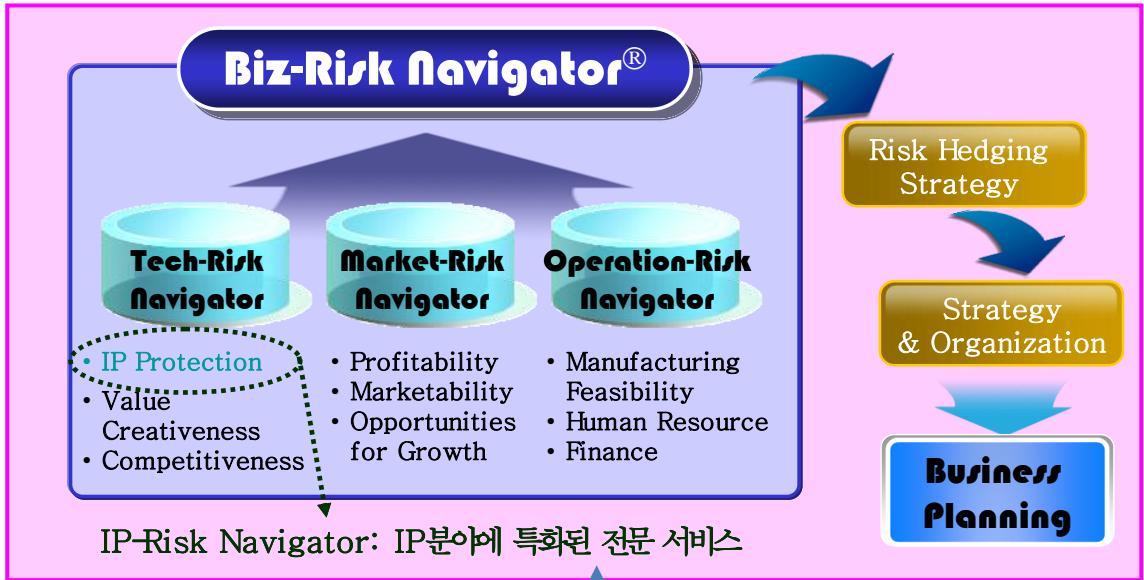 Biz-Risk Navigator®
Tech-Risk
Navigator
• IP Protection
• Value
Creativeness
• Competitiveness
Market-Risk
Navigator
• Profitability
• Marketability
• Opportunities
for Growth
Operation-Risk
Navigator
• Manufacturing
Feasibility
• Human Resource
• Finance
IP-Risk Navigator: IP분야에 특화된 전문 서비스
Risk Hedging
Strategy
Strategy
& Organization
Business
Planning